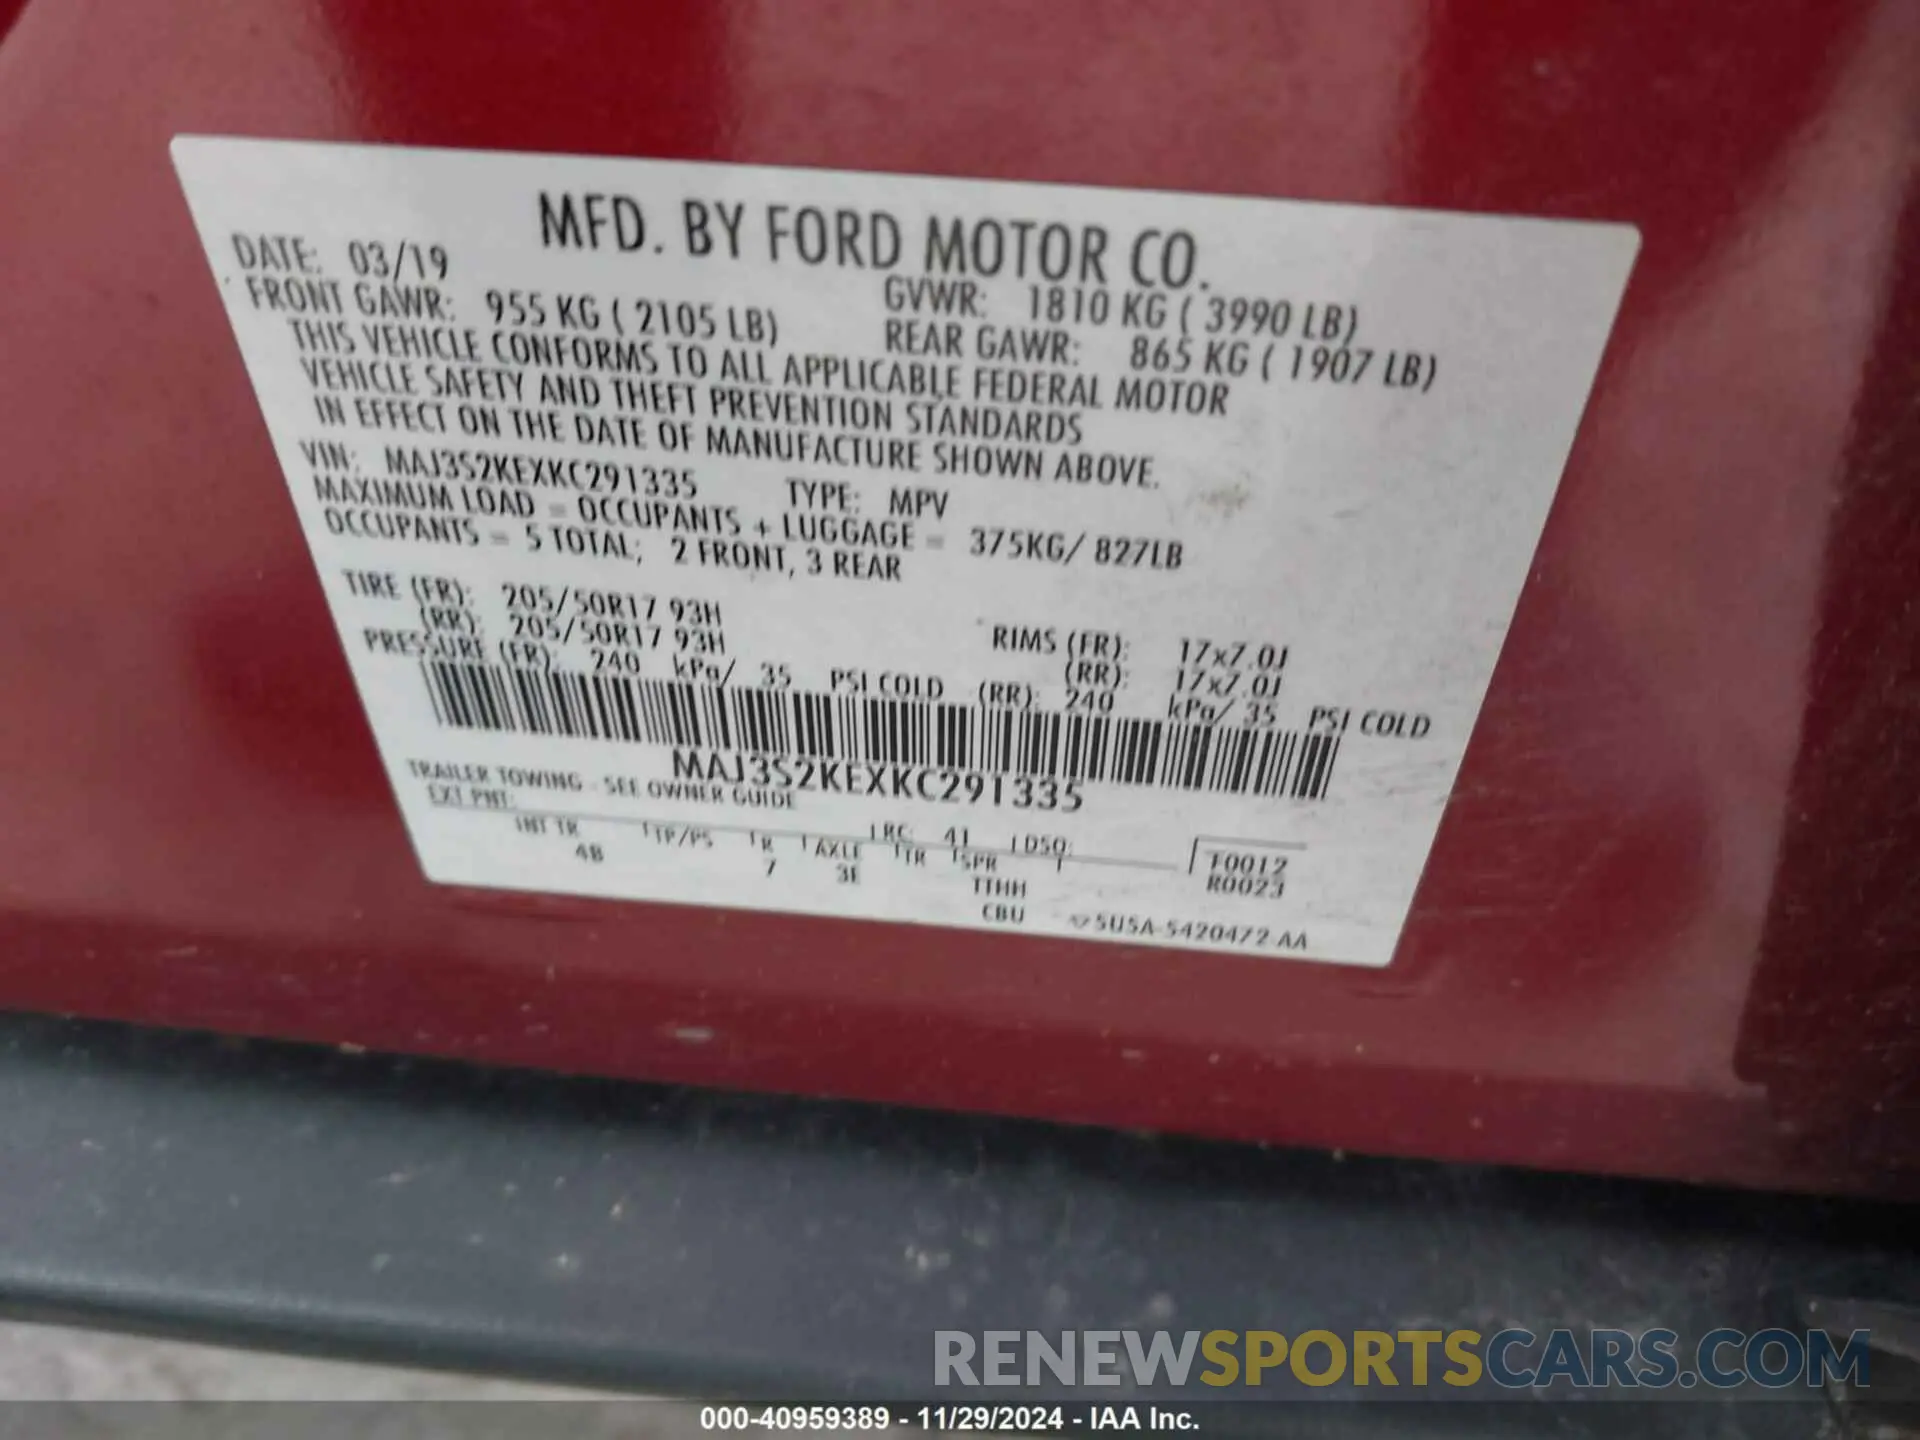 MFD. BY FORD MOTOR CO.
DATE: 03/19 GVWR: 1810 KG ( 3990 LB)
FRONT GAWR: 955 KG ( 2105 LB) REAR GAWR: 865 KG ( 1907 LB)
THIS VEHICLE CONFORMS TO ALL APPLICABLE FEDERAL MOTOR
VEHICLE SAFETY AND THEFT PREVENTION STANDARDS
IN EFFECT ON THE DATE OF MANUFACTURE SHOWN ABOVE.
VIN: MAJ3S2KEXKC291335 TYPE: MPV
MAXIMUM LOAD = OCCUPANTS + LUGGAGE = 375KG/ 827LB
OCCUPANTS = 5 TOTAL; 2 FRONT, 3 REAR
TIRE (FR): 205/50R17 93H RIMS (FR): 17x7.0J
(RR): 205/50R17 93H (RR): 17x7.0J
PRESSURE (FR): 240 kPa/ 35 PSI COLD (RR): 240 kPa/ 35 PSI COLD
MAJ3S2KEXKC291335
TRAILER TOWING - SEE OWNER GUIDE
EXT PNT: RC: 41 DSO:
INT TR TP/PS R AXLE TR SPR
4B 7 3E TTHH
F0012
R0023
CBU 5U5A-5420472-AA
RENEWSPORTSCARS.COM
000-40959389 - 11/29/2024 - IAA Inc.